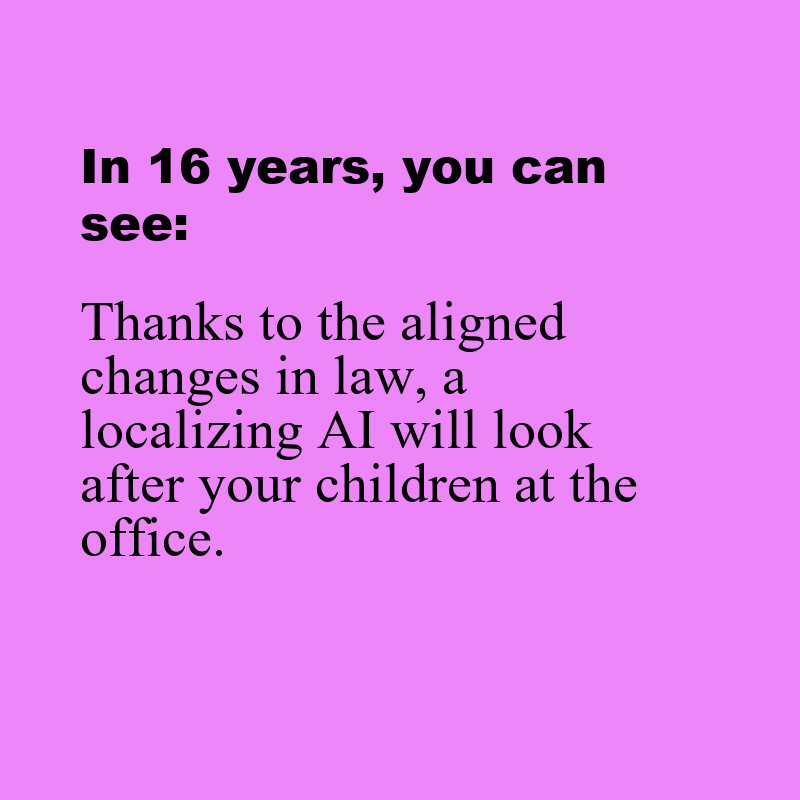 In 16 years, you can
see:
Thanks to the aligned
changes in law, a
localizing AI will look
after your children at the
office.